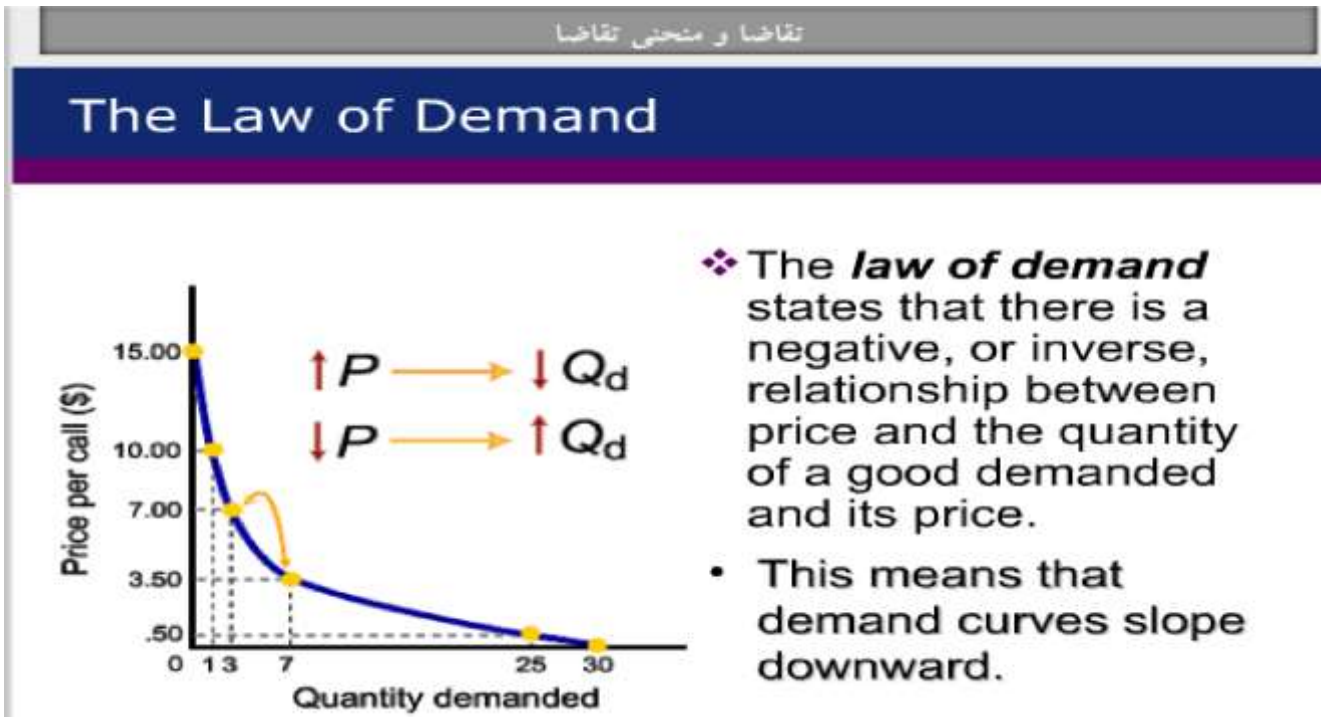 تقاضا و منحنی تقاضا
The Law of Demand
15.00
10.00
7.00
3.50
.50
0 1 3 7 25 30
Price per call ($)
Quantity demanded
↑ P → ↓ Qd
↓ P → ↑ Qd
❖ The law of demand
states that there is a
negative, or inverse,
relationship between
price and the quantity
of a good demanded
and its price.
• This means that
demand curves slope
downward.